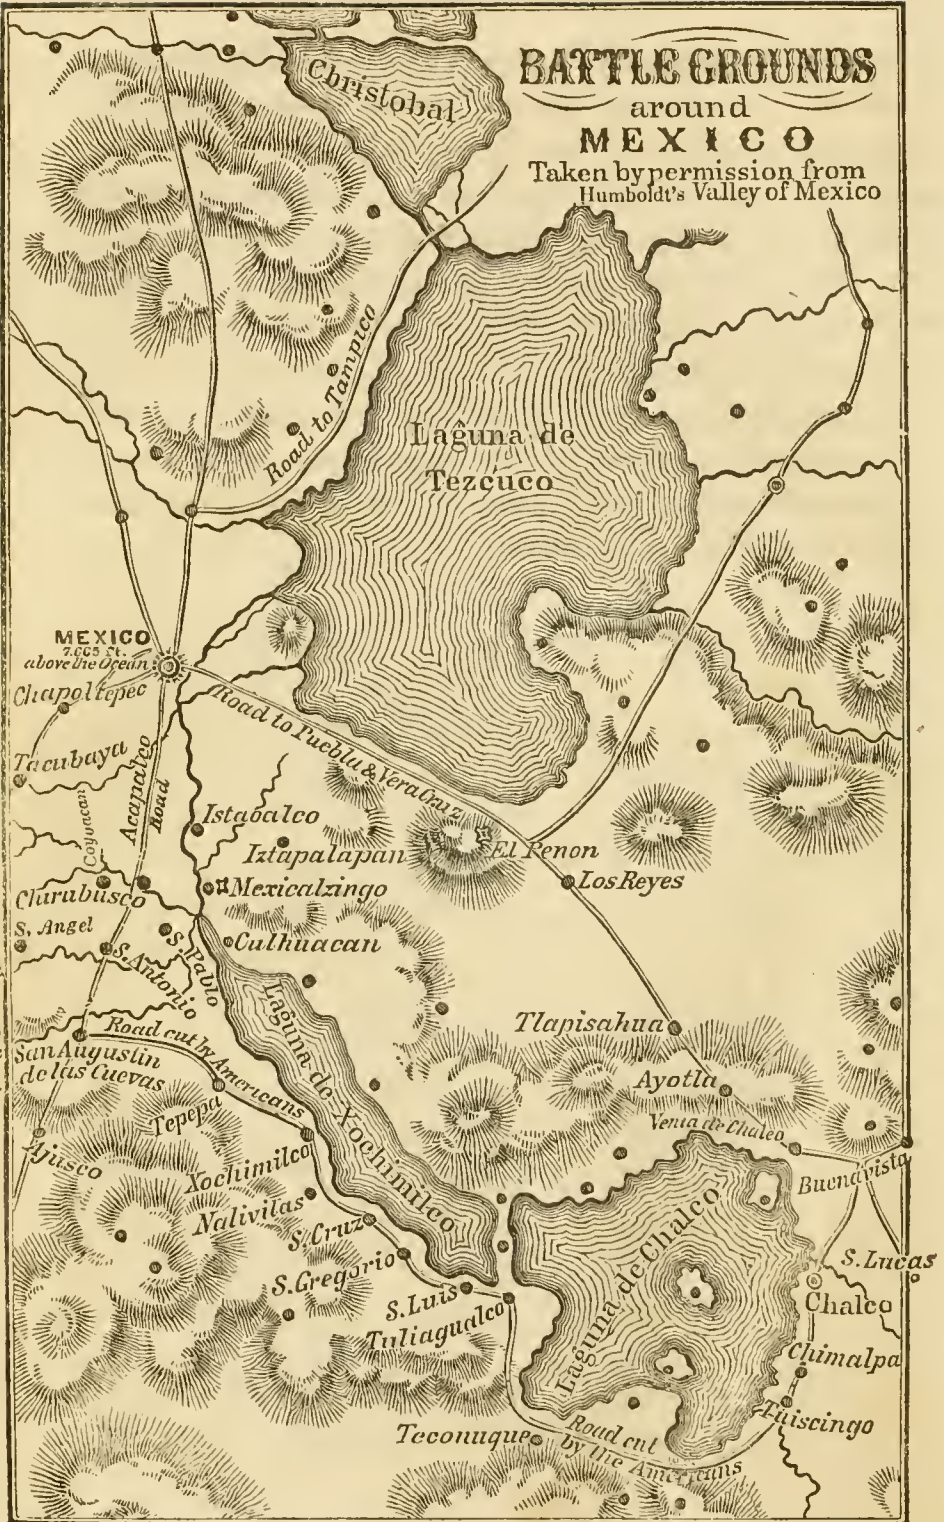 BATTLE GROUNDS
around
MEXICO
Taken by permission from
Humboldt's Valley of Mexico
Christobal
Road to Tampico
Laguna de
Tezcuco
MEXICO
above the Ocean
Chapoltepec
Tacubaya
Acapalco
Road
Coyoacan
Road to Puebla & Vera Cruz
Istacalco
Iztapalapan
El Penon
Mexicalzingo
Los Reyes
Churubusco
S. Angel
S. Antonio
S. Pablo
Culhuacan
Laguna de Xochimilco
Tlapisahua
Road cut by Americans
San Augustin
de las Cuevas
Ayotla
Tepepa
Venta de Chalco
Ajusco
Xochimilco
Buenavista
Nalivilas
S. Cruz
Laguna de Chalco
S. Lucas
S. Gregorio
S. Luis
Chalco
Tuliagualco
Chimalpa
Tuiscingo
Teconuque
Road cut
by the Americans